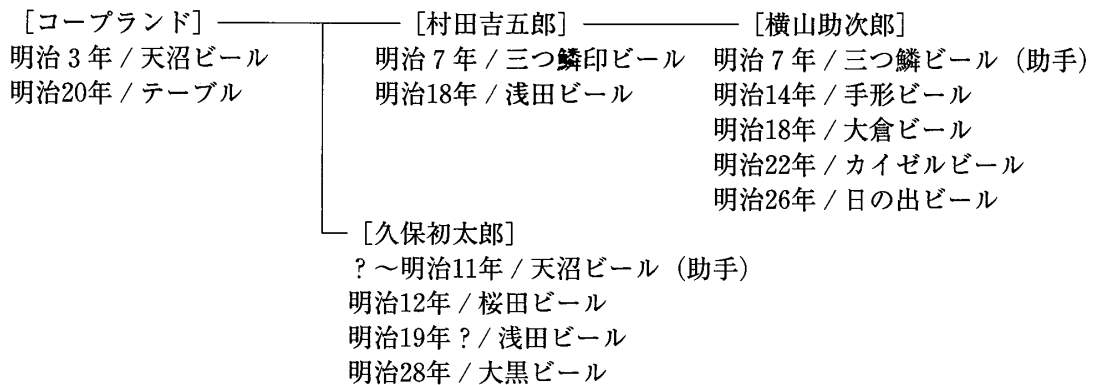 ［コープランド］ ［村田吉五郎］ ［横山助次郎］
明治３年／天沼ビール 明治７年／三つ鱗印ビール 明治７年／三つ鱗ビール（助手）
明治20年／テーブル 明治18年／浅田ビール 明治14年／手形ビール
明治18年／大倉ビール
明治22年／カイゼルビール
明治26年／日の出ビール
［久保初太郎］
？～明治11年／天沼ビール（助手）
明治12年／桜田ビール
明治19年？／浅田ビール
明治28年／大黒ビール